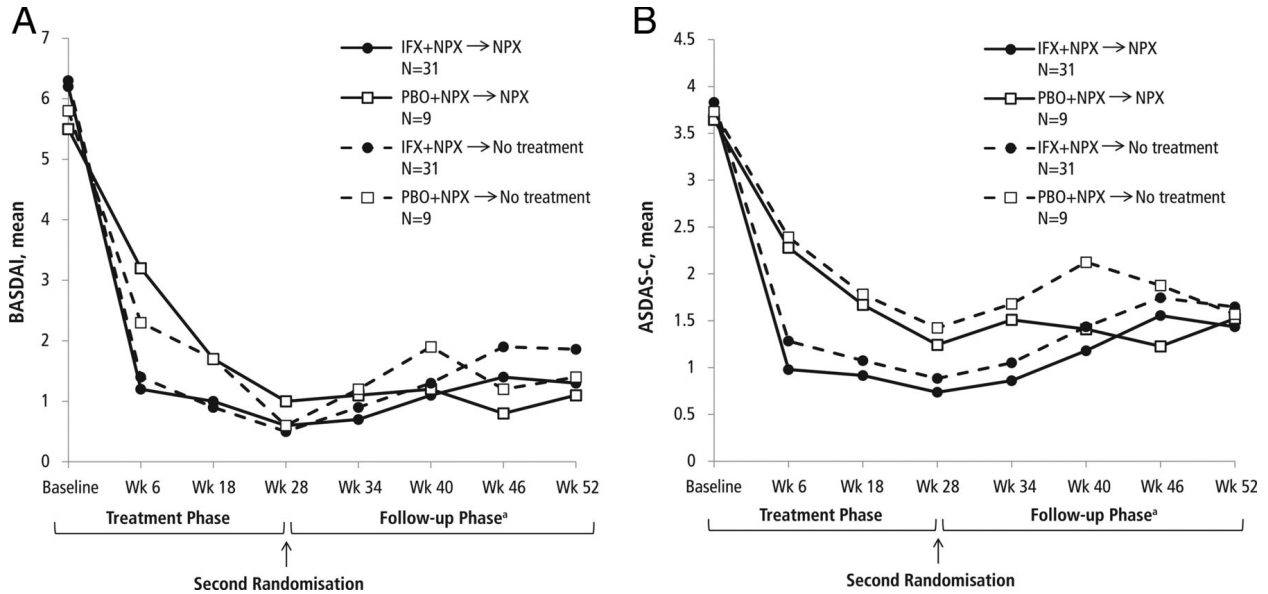 A
BASDAI, mean
7
6
5
4
3
2
1
0
IFX+NPX → NPX
N=31
PBO+NPX → NPX
N=9
IFX+NPX → No treatment
N=31
PBO+NPX → No treatment
N=9
Baseline Wk 6 Wk 18 Wk 28 Wk 34 Wk 40 Wk 46 Wk 52
Treatment Phase Follow-up Phaseᵃ
Second Randomisation
B
ASDAS-C, mean
4.5
4
3.5
3
2.5
2
1.5
1
0.5
0
IFX+NPX → NPX
N=31
PBO+NPX → NPX
N=9
IFX+NPX → No treatment
N=31
PBO+NPX → No treatment
N=9
Baseline Wk 6 Wk 18 Wk 28 Wk 34 Wk 40 Wk 46 Wk 52
Treatment Phase Follow-up Phaseᵃ
Second Randomisation